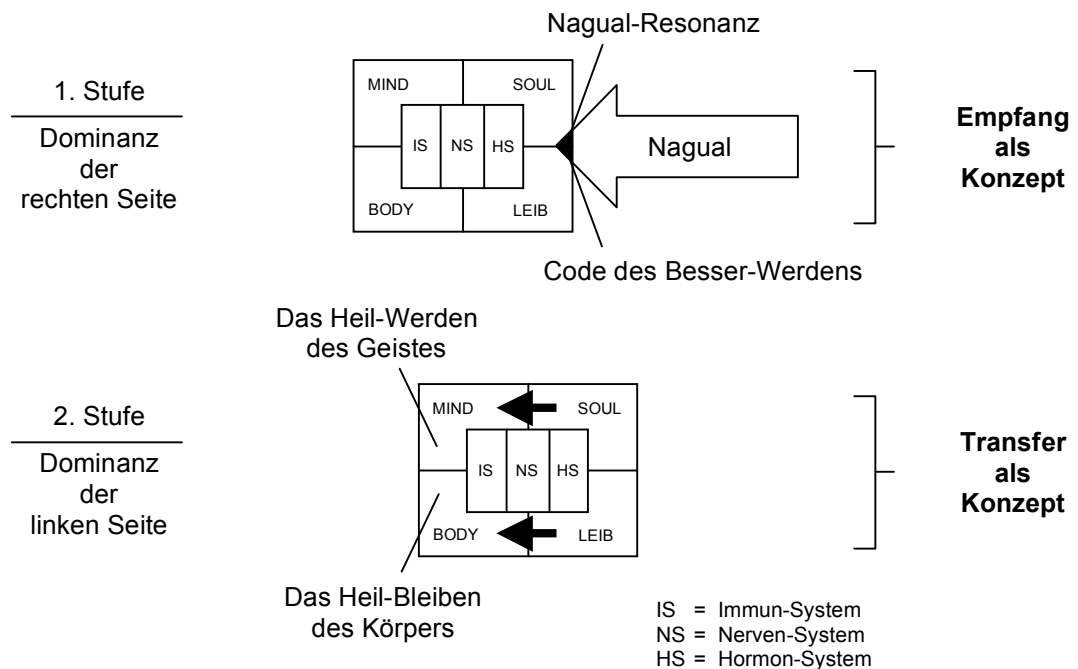 Nagual-Resonanz
1. Stufe
Dominanz
der
rechten Seite
MIND
SOUL
IS
NS
HS
BODY
LEIB
Nagual
Empfang
als
Konzept
Code des Besser-Werdens
Das Heil-Werden
des Geistes
2. Stufe
Dominanz
der
linken Seite
MIND
SOUL
IS
NS
HS
BODY
LEIB
Transfer
als
Konzept
Das Heil-Bleiben
des Körpers
IS = Immun-System
NS = Nerven-System
HS = Hormon-System